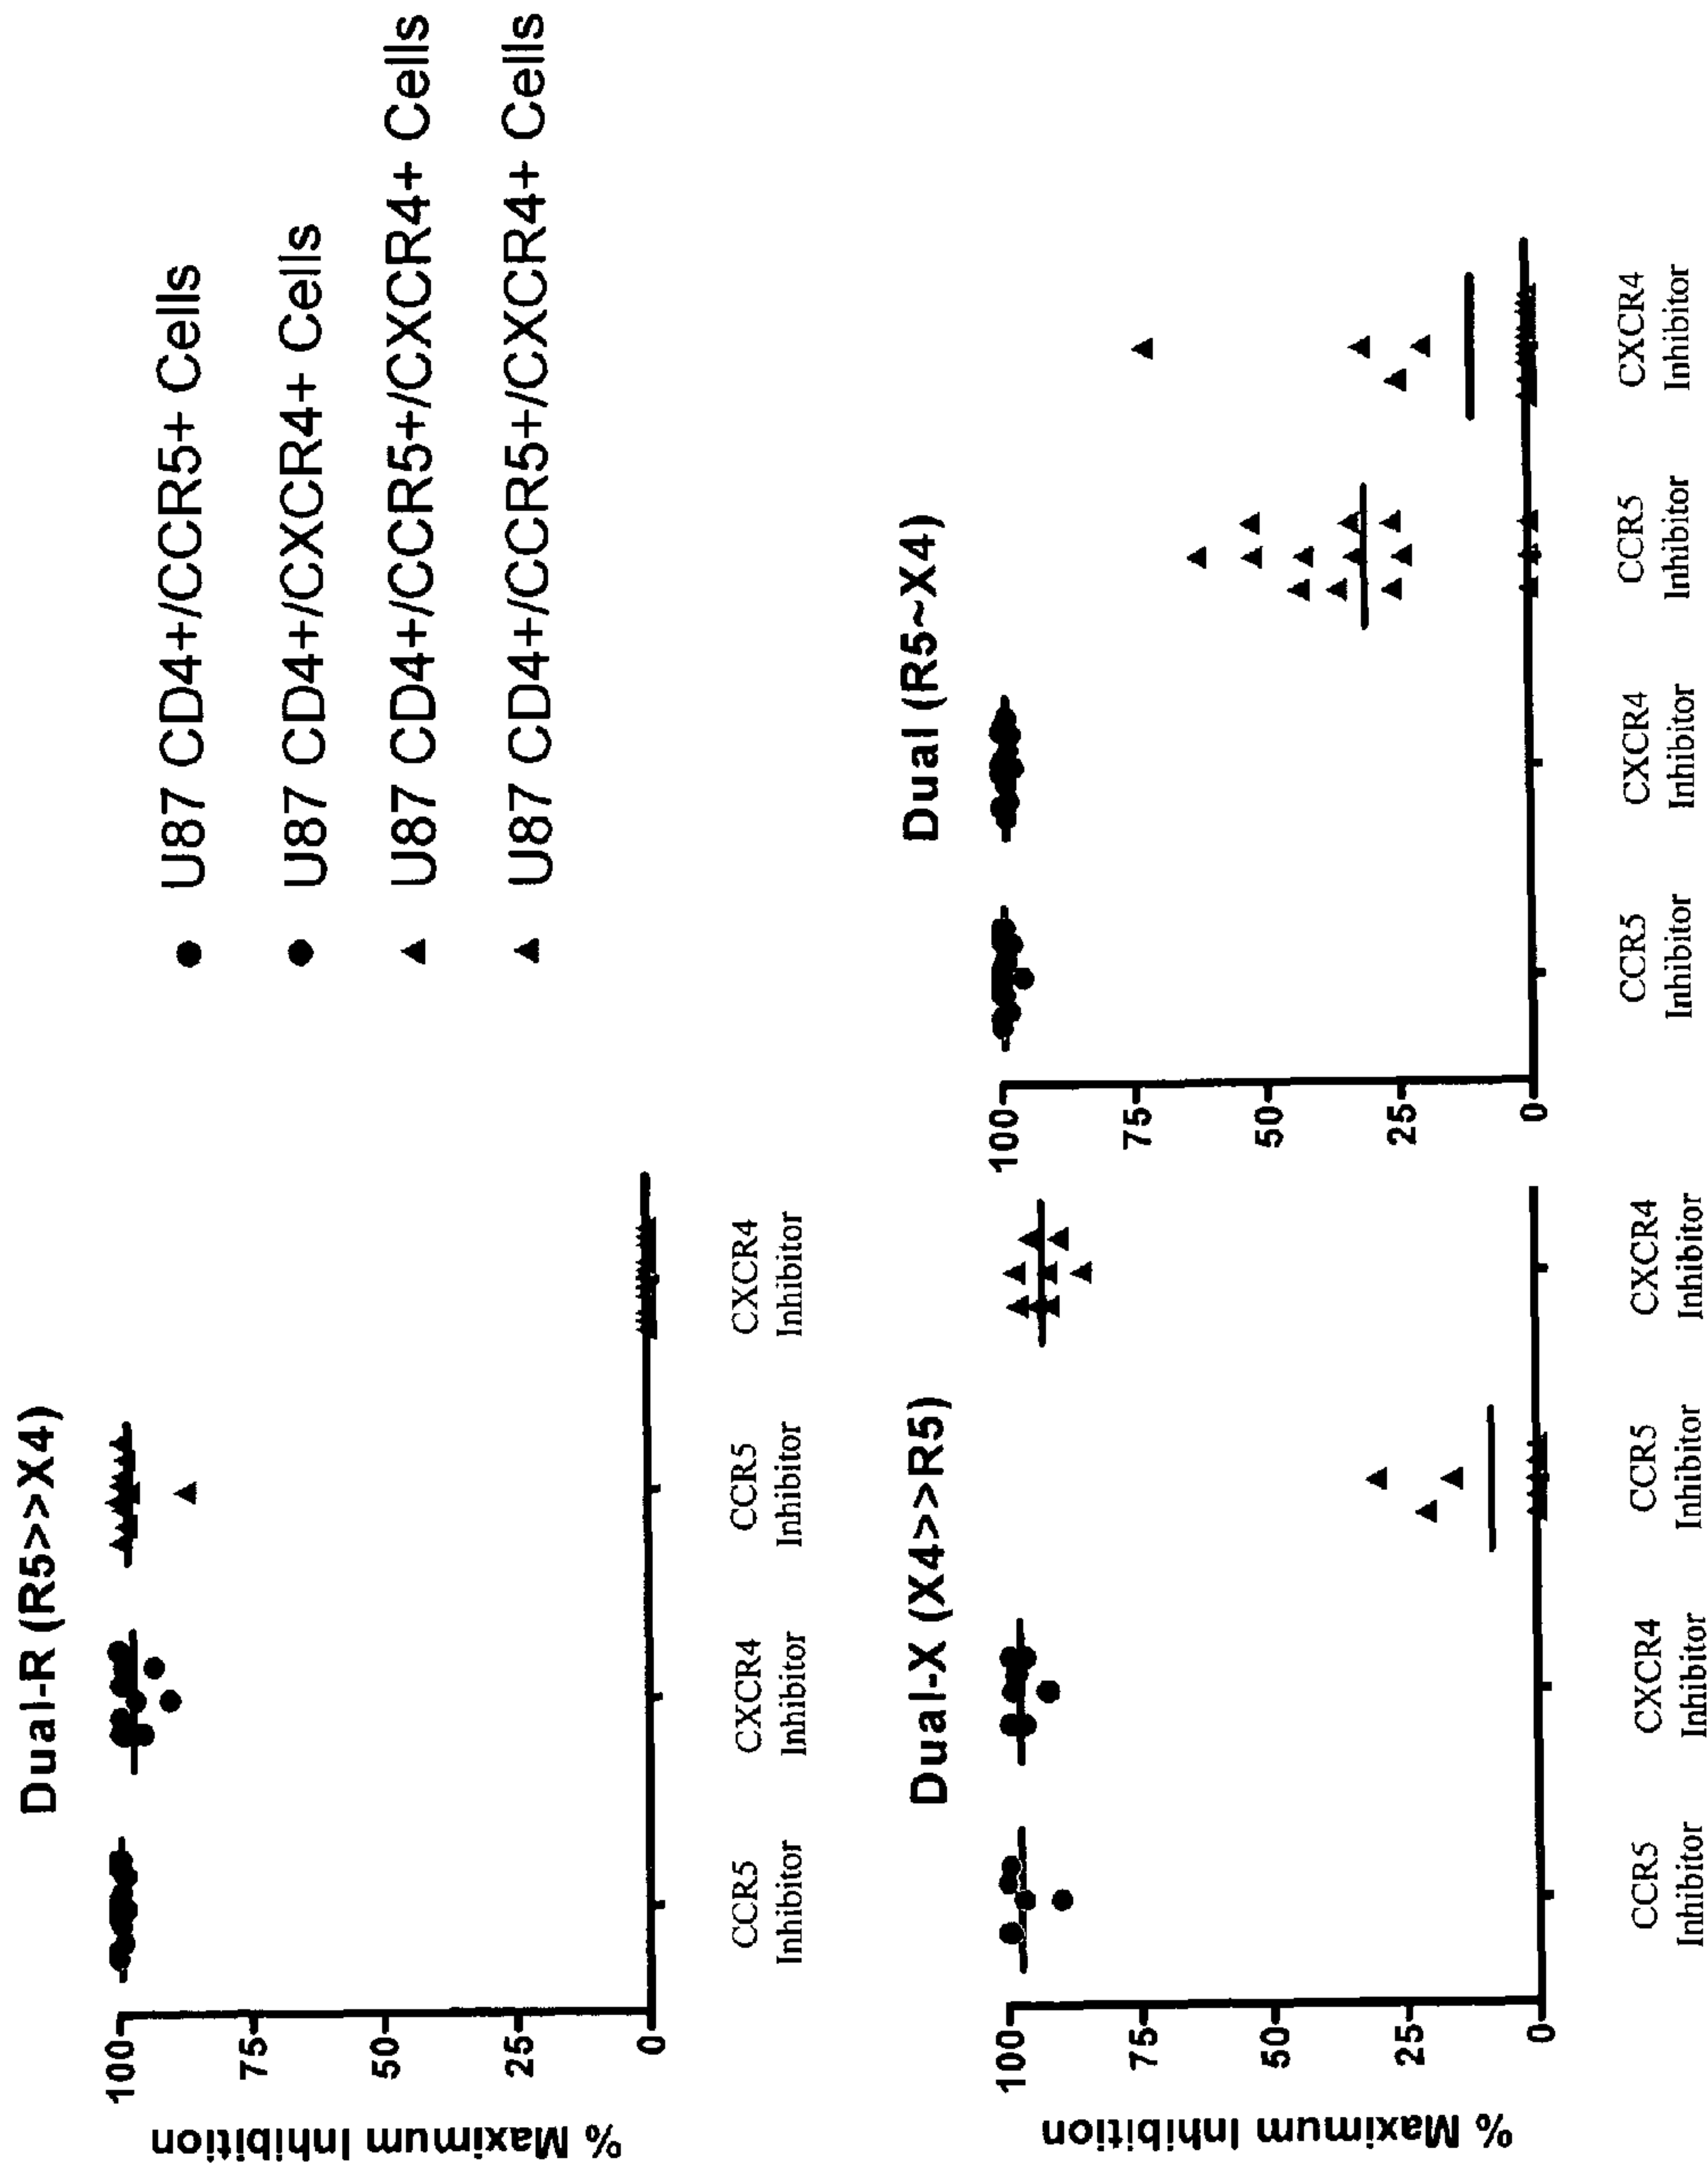 Dual-R (R5>>X4)
% Maximum Inhibition
100
75
50
25
0
CCR5
Inhibitor
CXCR4
Inhibitor
CCR5
Inhibitor
CXCR4
Inhibitor
U87 CD4+/CCR5+ Cells
U87 CD4+/CXCR4+ Cells
U87 CD4+/CCR5+/CXCR4+ Cells
U87 CD4+/CCR5+/CXCR4+ Cells
Dual-X (X4>>R5)
% Maximum Inhibition
100
75
50
25
0
CCR5
Inhibitor
CXCR4
Inhibitor
CCR5
Inhibitor
CXCR4
Inhibitor
Dual (R5~X4)
100
75
50
25
0
CCR5
Inhibitor
CXCR4
Inhibitor
CCR5
Inhibitor
CXCR4
Inhibitor